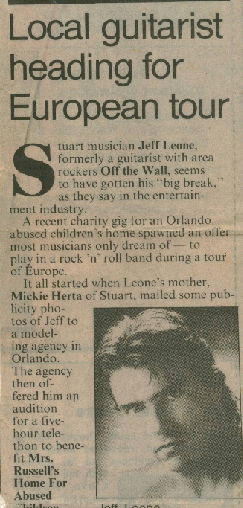 Local guitarist
heading for
European tour
Stuart musician Jeff Leone,
formerly a guitarist with area
rockers Off the Wall, seems
to have gotten his "big break,"
as they say in the entertain-
ment industry.
A recent charity gig for an Orlando
abused children's home spawned an offer
most musicians only dream of — to
play in a rock 'n' roll band during a tour
of Europe.
It all started when Leone's mother,
Mickie Herta of Stuart, mailed some pub-
licity pho-
tos of Jeff to
a model-
ing agency in
Orlando.
The agency
then of-
fered him an
audition
for a five-
hour tele-
thon to bene-
fit Mrs.
Russell's
Home For
Abused
Children
Jeff Leone